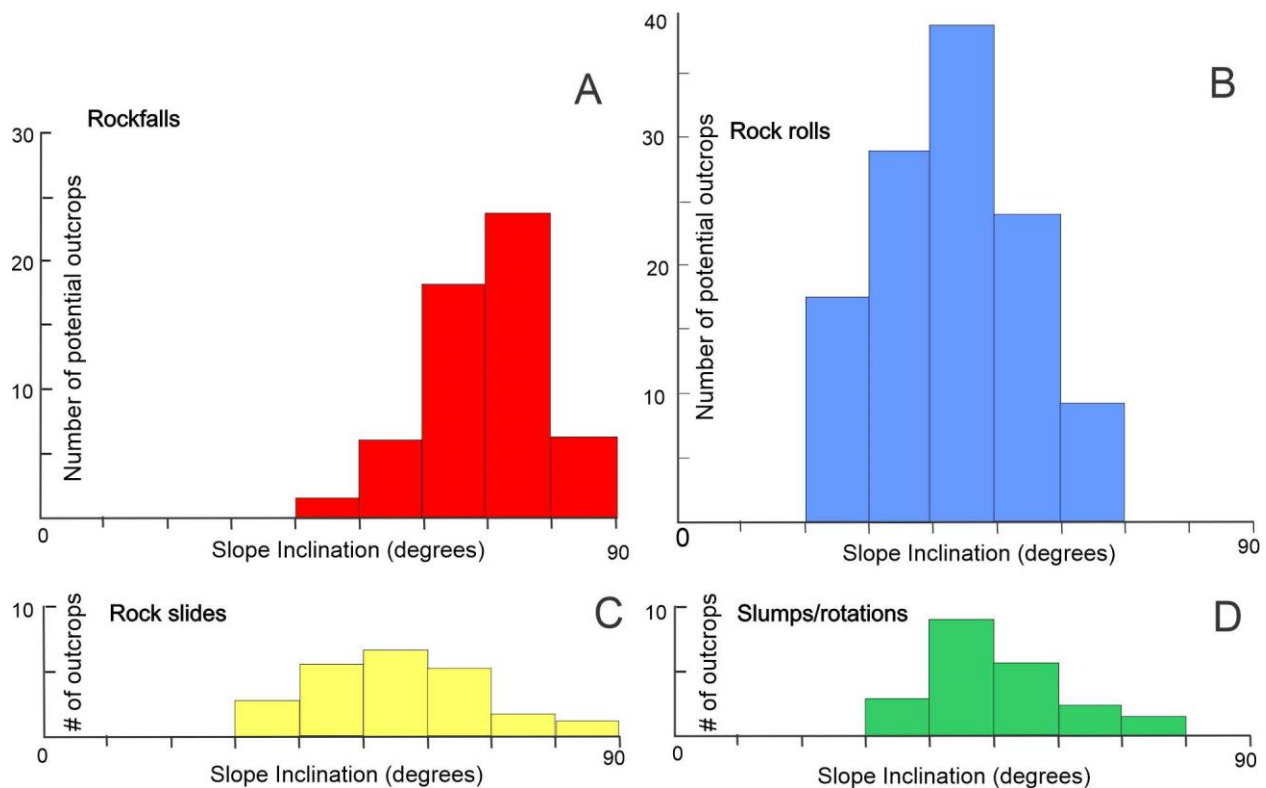 A
Rockfalls
30
20
10
Number of potential outcrops
0
90
Slope Inclination (degrees)
B
Rock rolls
40
30
20
10
Number of potential outcrops
0
90
Slope Inclination (degrees)
C
Rock slides
10
# of outcrops
0
90
Slope Inclination (degrees)
D
Slumps/rotations
10
# of outcrops
0
90
Slope Inclination (degrees)